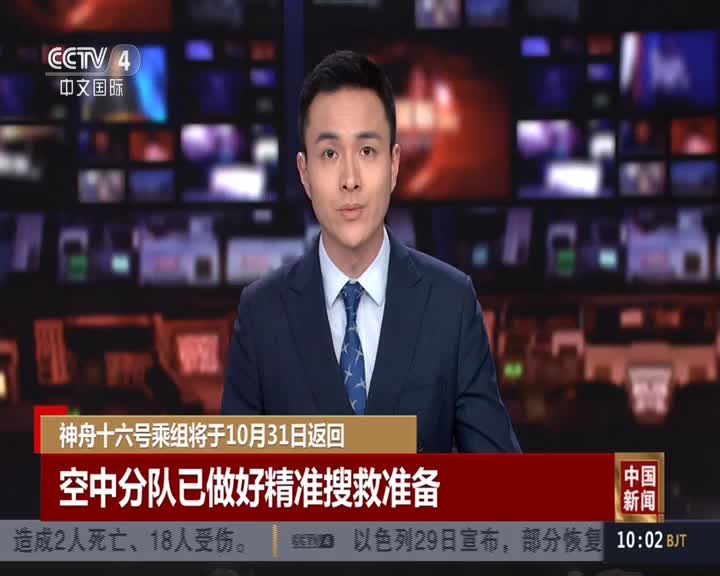 CCTV 4
中文国际
神舟十六号乘组将于10月31日返回
空中分队已做好精准搜救准备
中国
新闻
造成2人死亡、18人受伤。 CCTV 4 以色列29日宣布，部分恢复
10:02 BJT